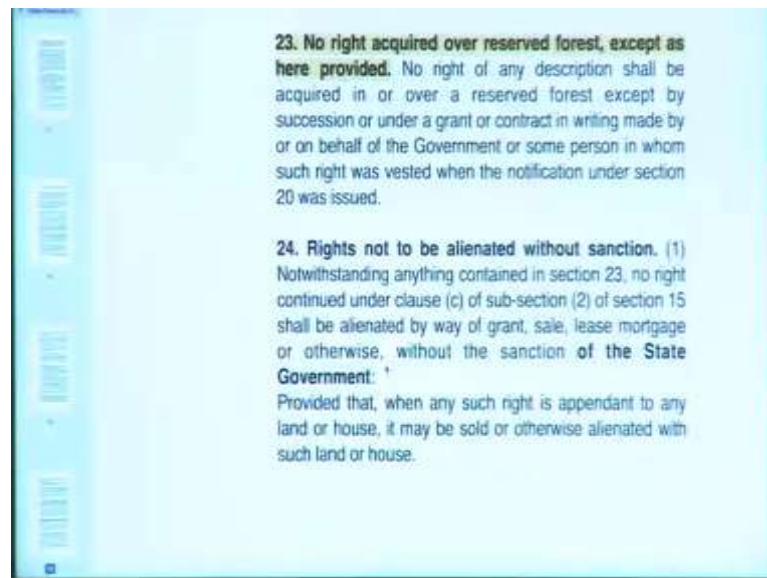 23. No right acquired over reserved forest, except as
here provided. No right of any description shall be
acquired in or over a reserved forest except by
succession or under a grant or contract in writing made by
or on behalf of the Government or some person in whom
such right was vested when the notification under section
20 was issued.
24. Rights not to be alienated without sanction. (1)
Notwithstanding anything contained in section 23, no right
continued under clause (c) of sub-section (2) of section 15
shall be alienated by way of grant, sale, lease mortgage
or otherwise, without the sanction of the State
Government:
Provided that, when any such right is appendant to any
land or house, it may be sold or otherwise alienated with
such land or house.